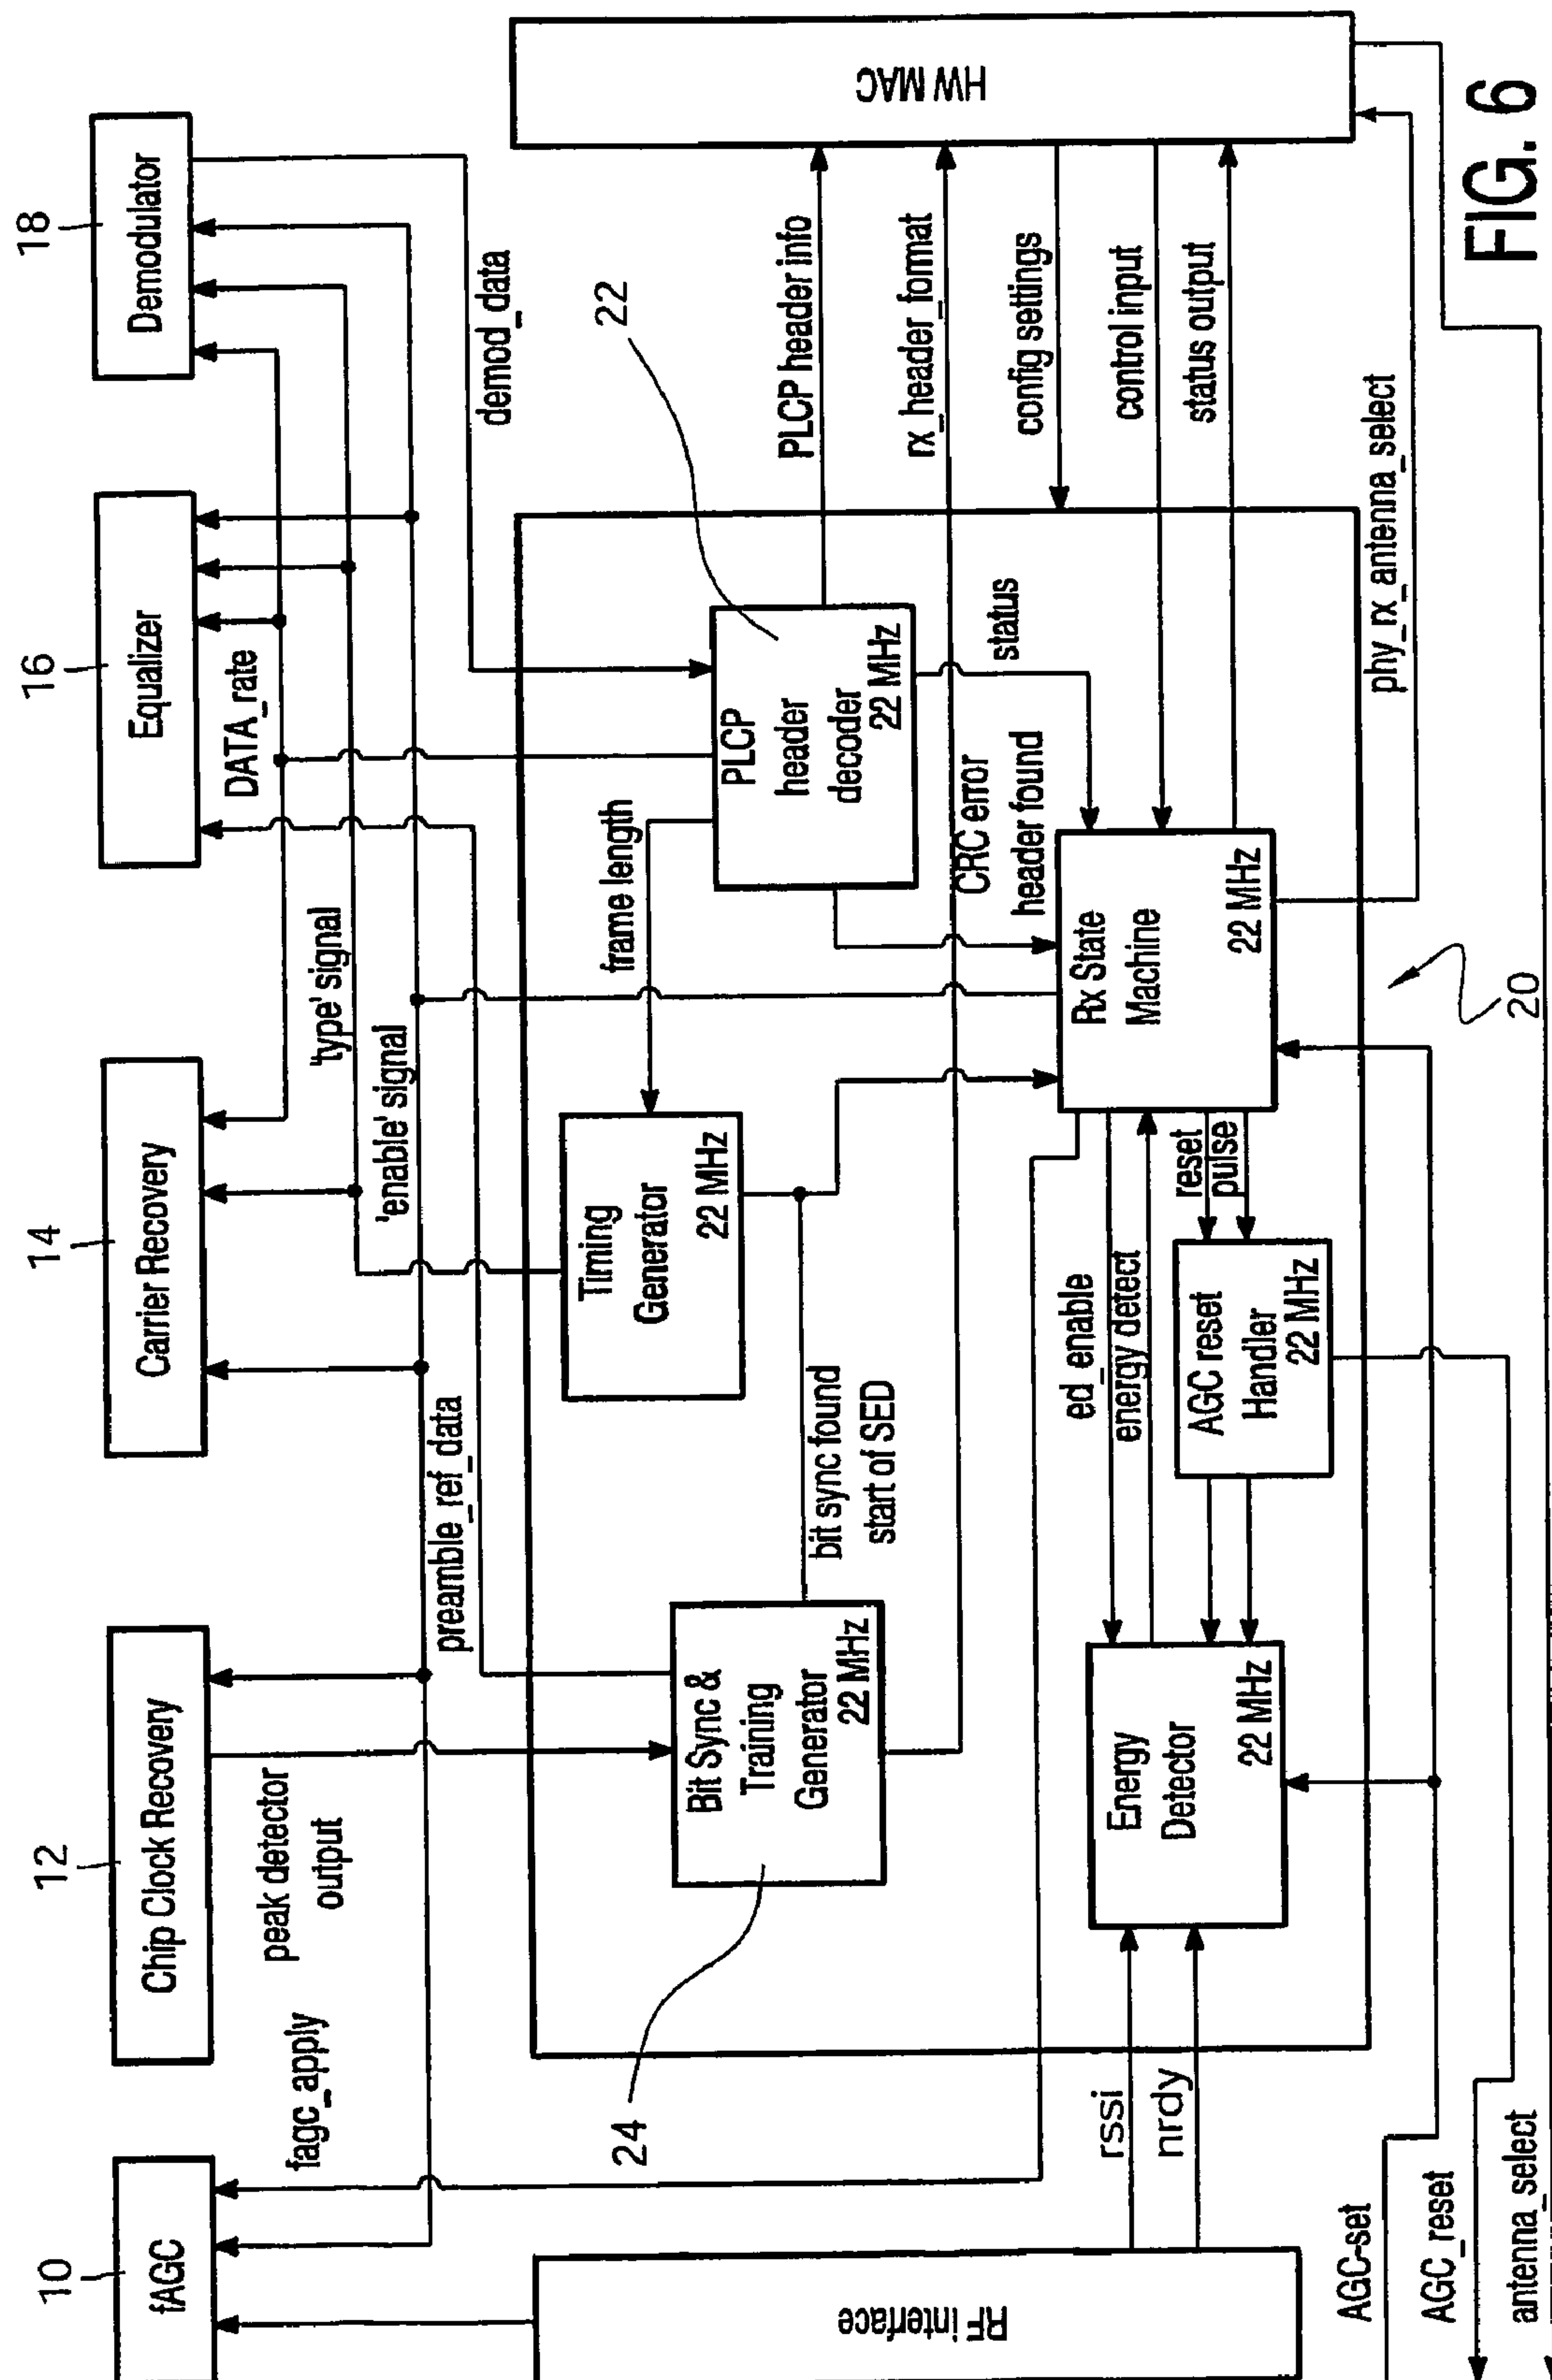 10
12
14
16
18
fAGC
Chip Clock Recovery
Carrier Recovery
Equalizer
Demodulator
fagc_apply
peak detector
output
preamble_ref_data
'enable' signal
'type' signal
DATA_rate
demod_data
24
22
Bit Sync &
Training
Generator
22 MHz
Timing
Generator
22 MHz
frame length
PLCP
header
decoder
22 MHz
bit sync found
start of SED
CRC error
header found
status
PLCP header info
rx_header_format
config settings
control input
status output
HW MAC
RF interface
rssi
nrdy
Energy
Detector
22 MHz
ed_enable
energy_detect
AGC reset
Handler
22 MHz
reset
pulse
Rx State
Machine
22 MHz
phy_rx_antenna_select
20
AGC-set
AGC_reset
antenna_select
FIG. 6